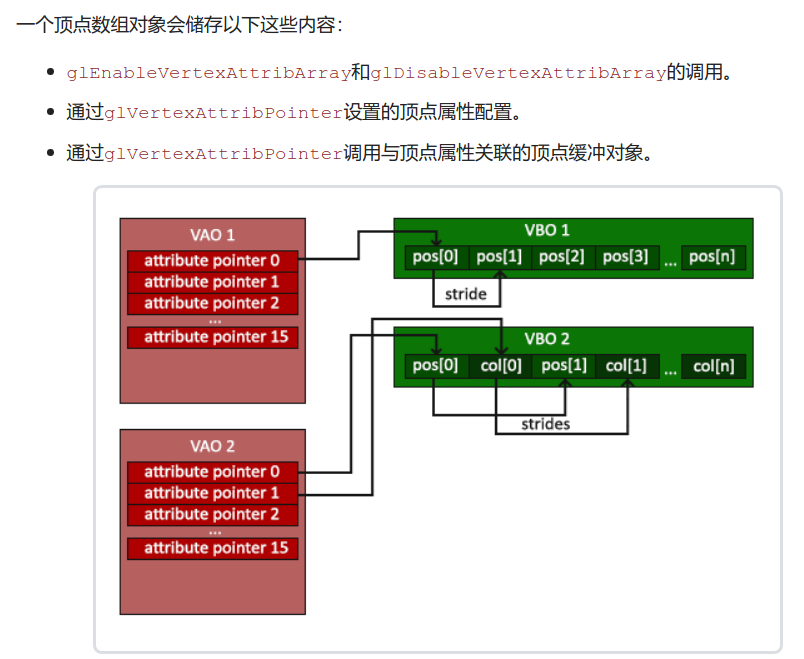 一个顶点数组对象会储存以下这些内容：
glEnableVertexAttribArray和glDisableVertexAttribArray的调用。
通过glVertexAttribPointer设置的顶点属性配置。
通过glVertexAttribPointer调用与顶点属性关联的顶点缓冲对象。
VAO 1
attribute pointer 0
attribute pointer 1
attribute pointer 2
...
attribute pointer 15
VBO 1
pos[0] pos[1] pos[2] pos[3] ... pos[n]
stride
VBO 2
pos[0] col[0] pos[1] col[1] ... col[n]
strides
VAO 2
attribute pointer 0
attribute pointer 1
attribute pointer 2
...
attribute pointer 15